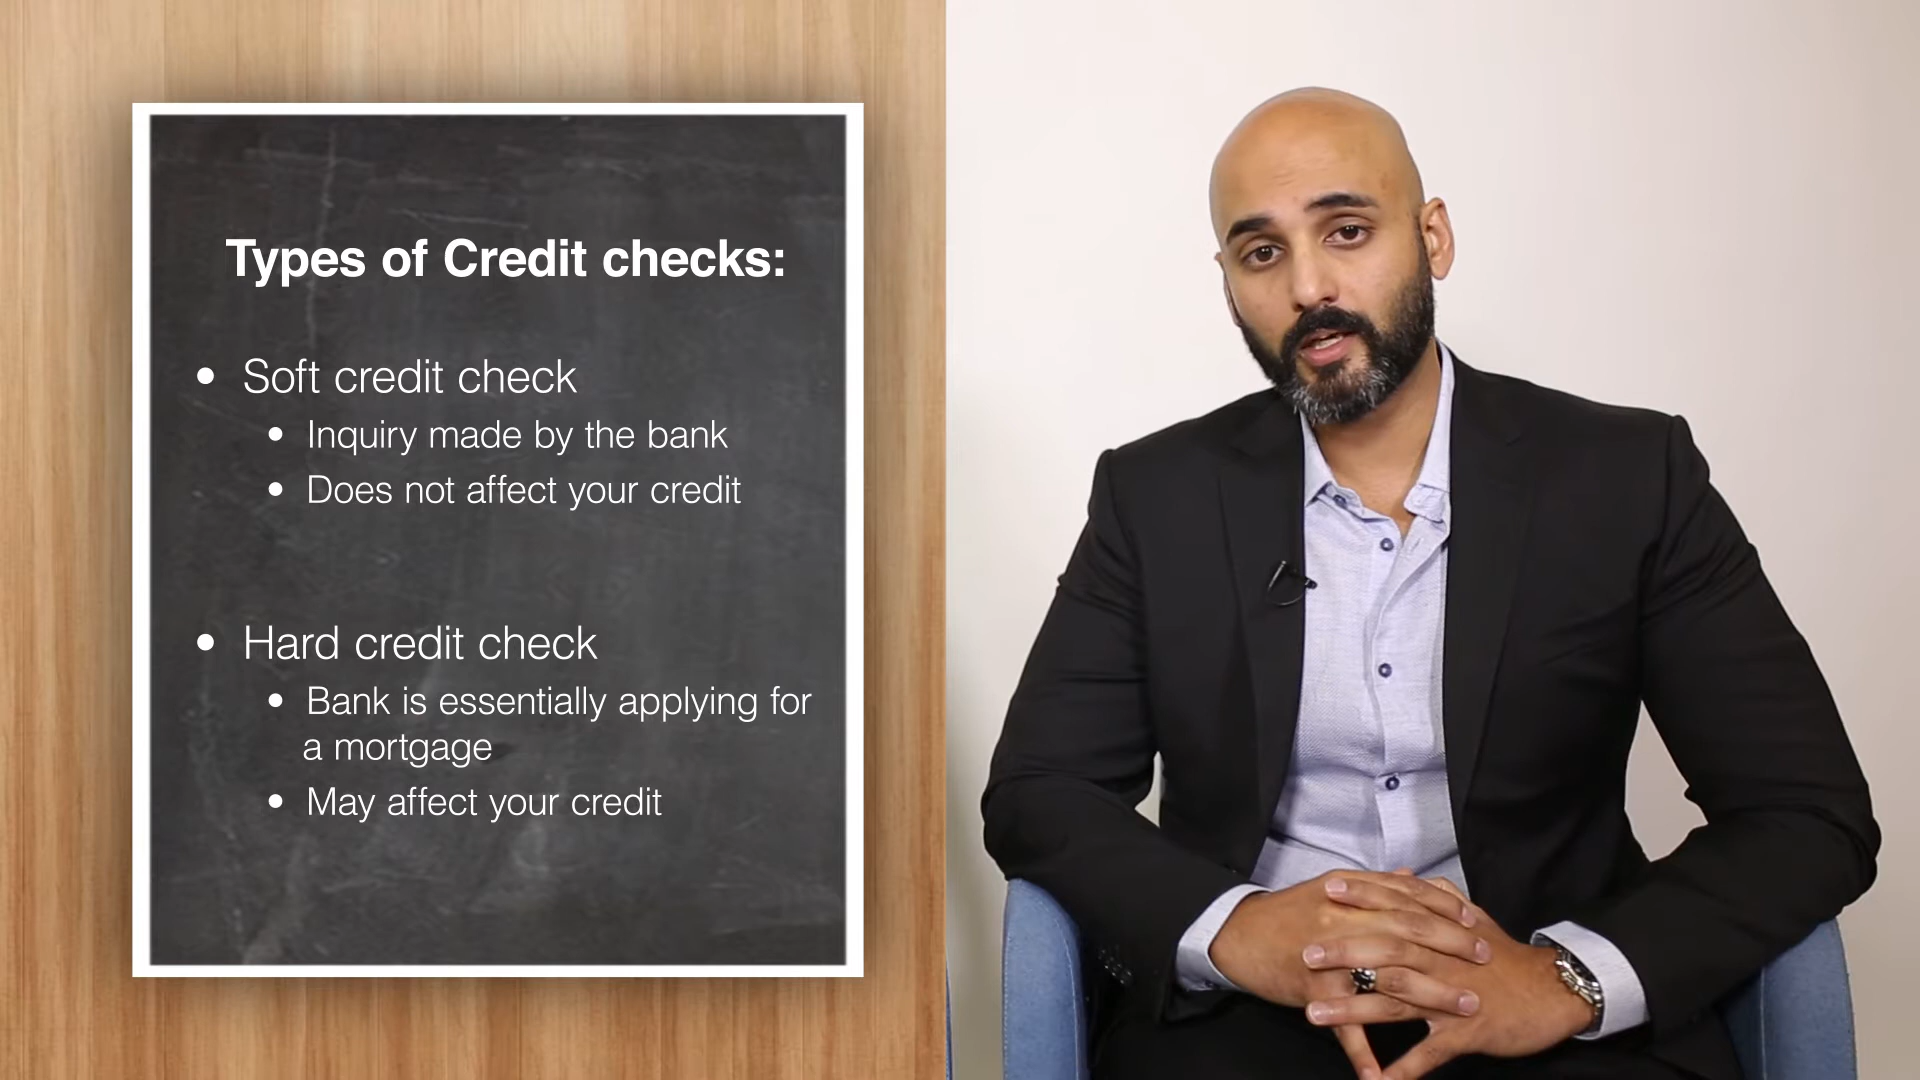 Types of Credit checks:
• Soft credit check
• Inquiry made by the bank
• Does not affect your credit
• Hard credit check
• Bank is essentially applying for
a mortgage
• May affect your credit